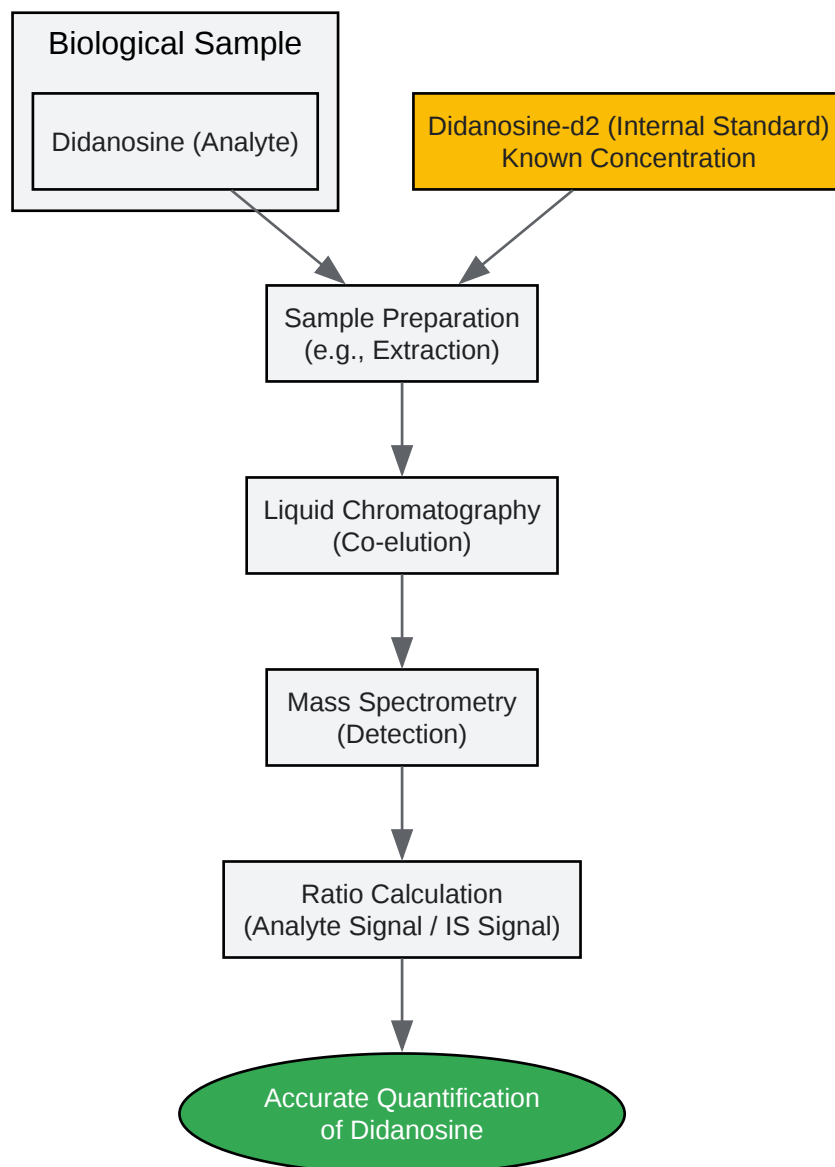 Biological Sample
Didanosine (Analyte)
Didanosine-d2 (Internal Standard)
Known Concentration
Sample Preparation
(e.g., Extraction)
Liquid Chromatography
(Co-elution)
Mass Spectrometry
(Detection)
Ratio Calculation
(Analyte Signal / IS Signal)
Accurate Quantification
of Didanosine